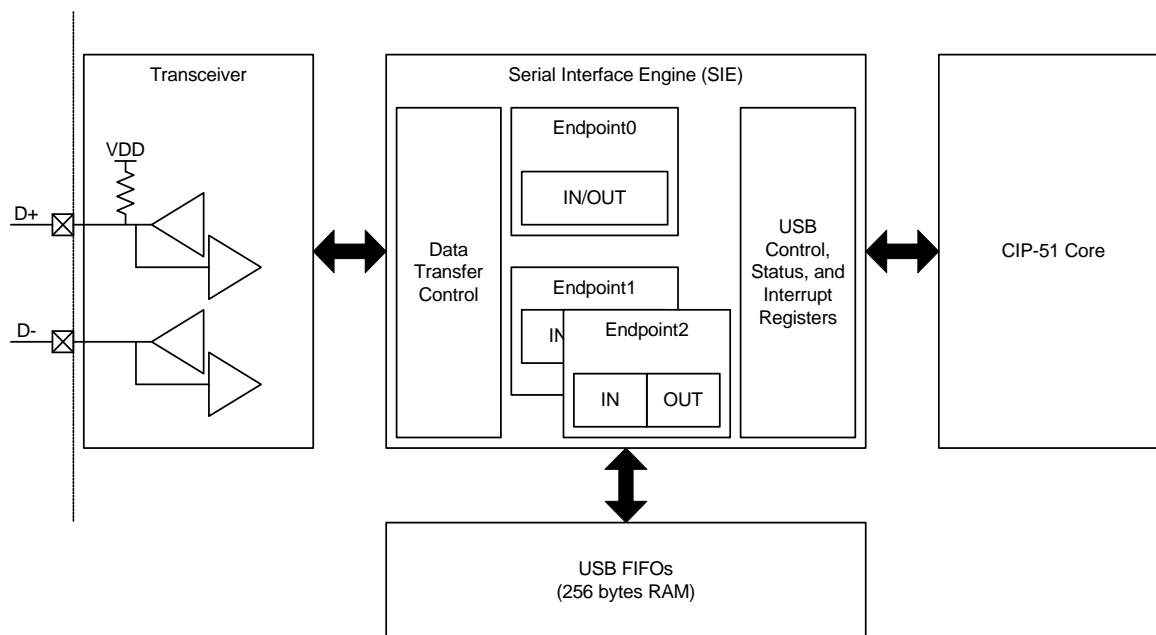 Transceiver
VDD
D+
D-
Serial Interface Engine (SIE)
Data
Transfer
Control
Endpoint0
IN/OUT
Endpoint1
IN
Endpoint2
IN
OUT
USB
Control,
Status, and
Interrupt
Registers
CIP-51 Core
USB FIFOs
(256 bytes RAM)